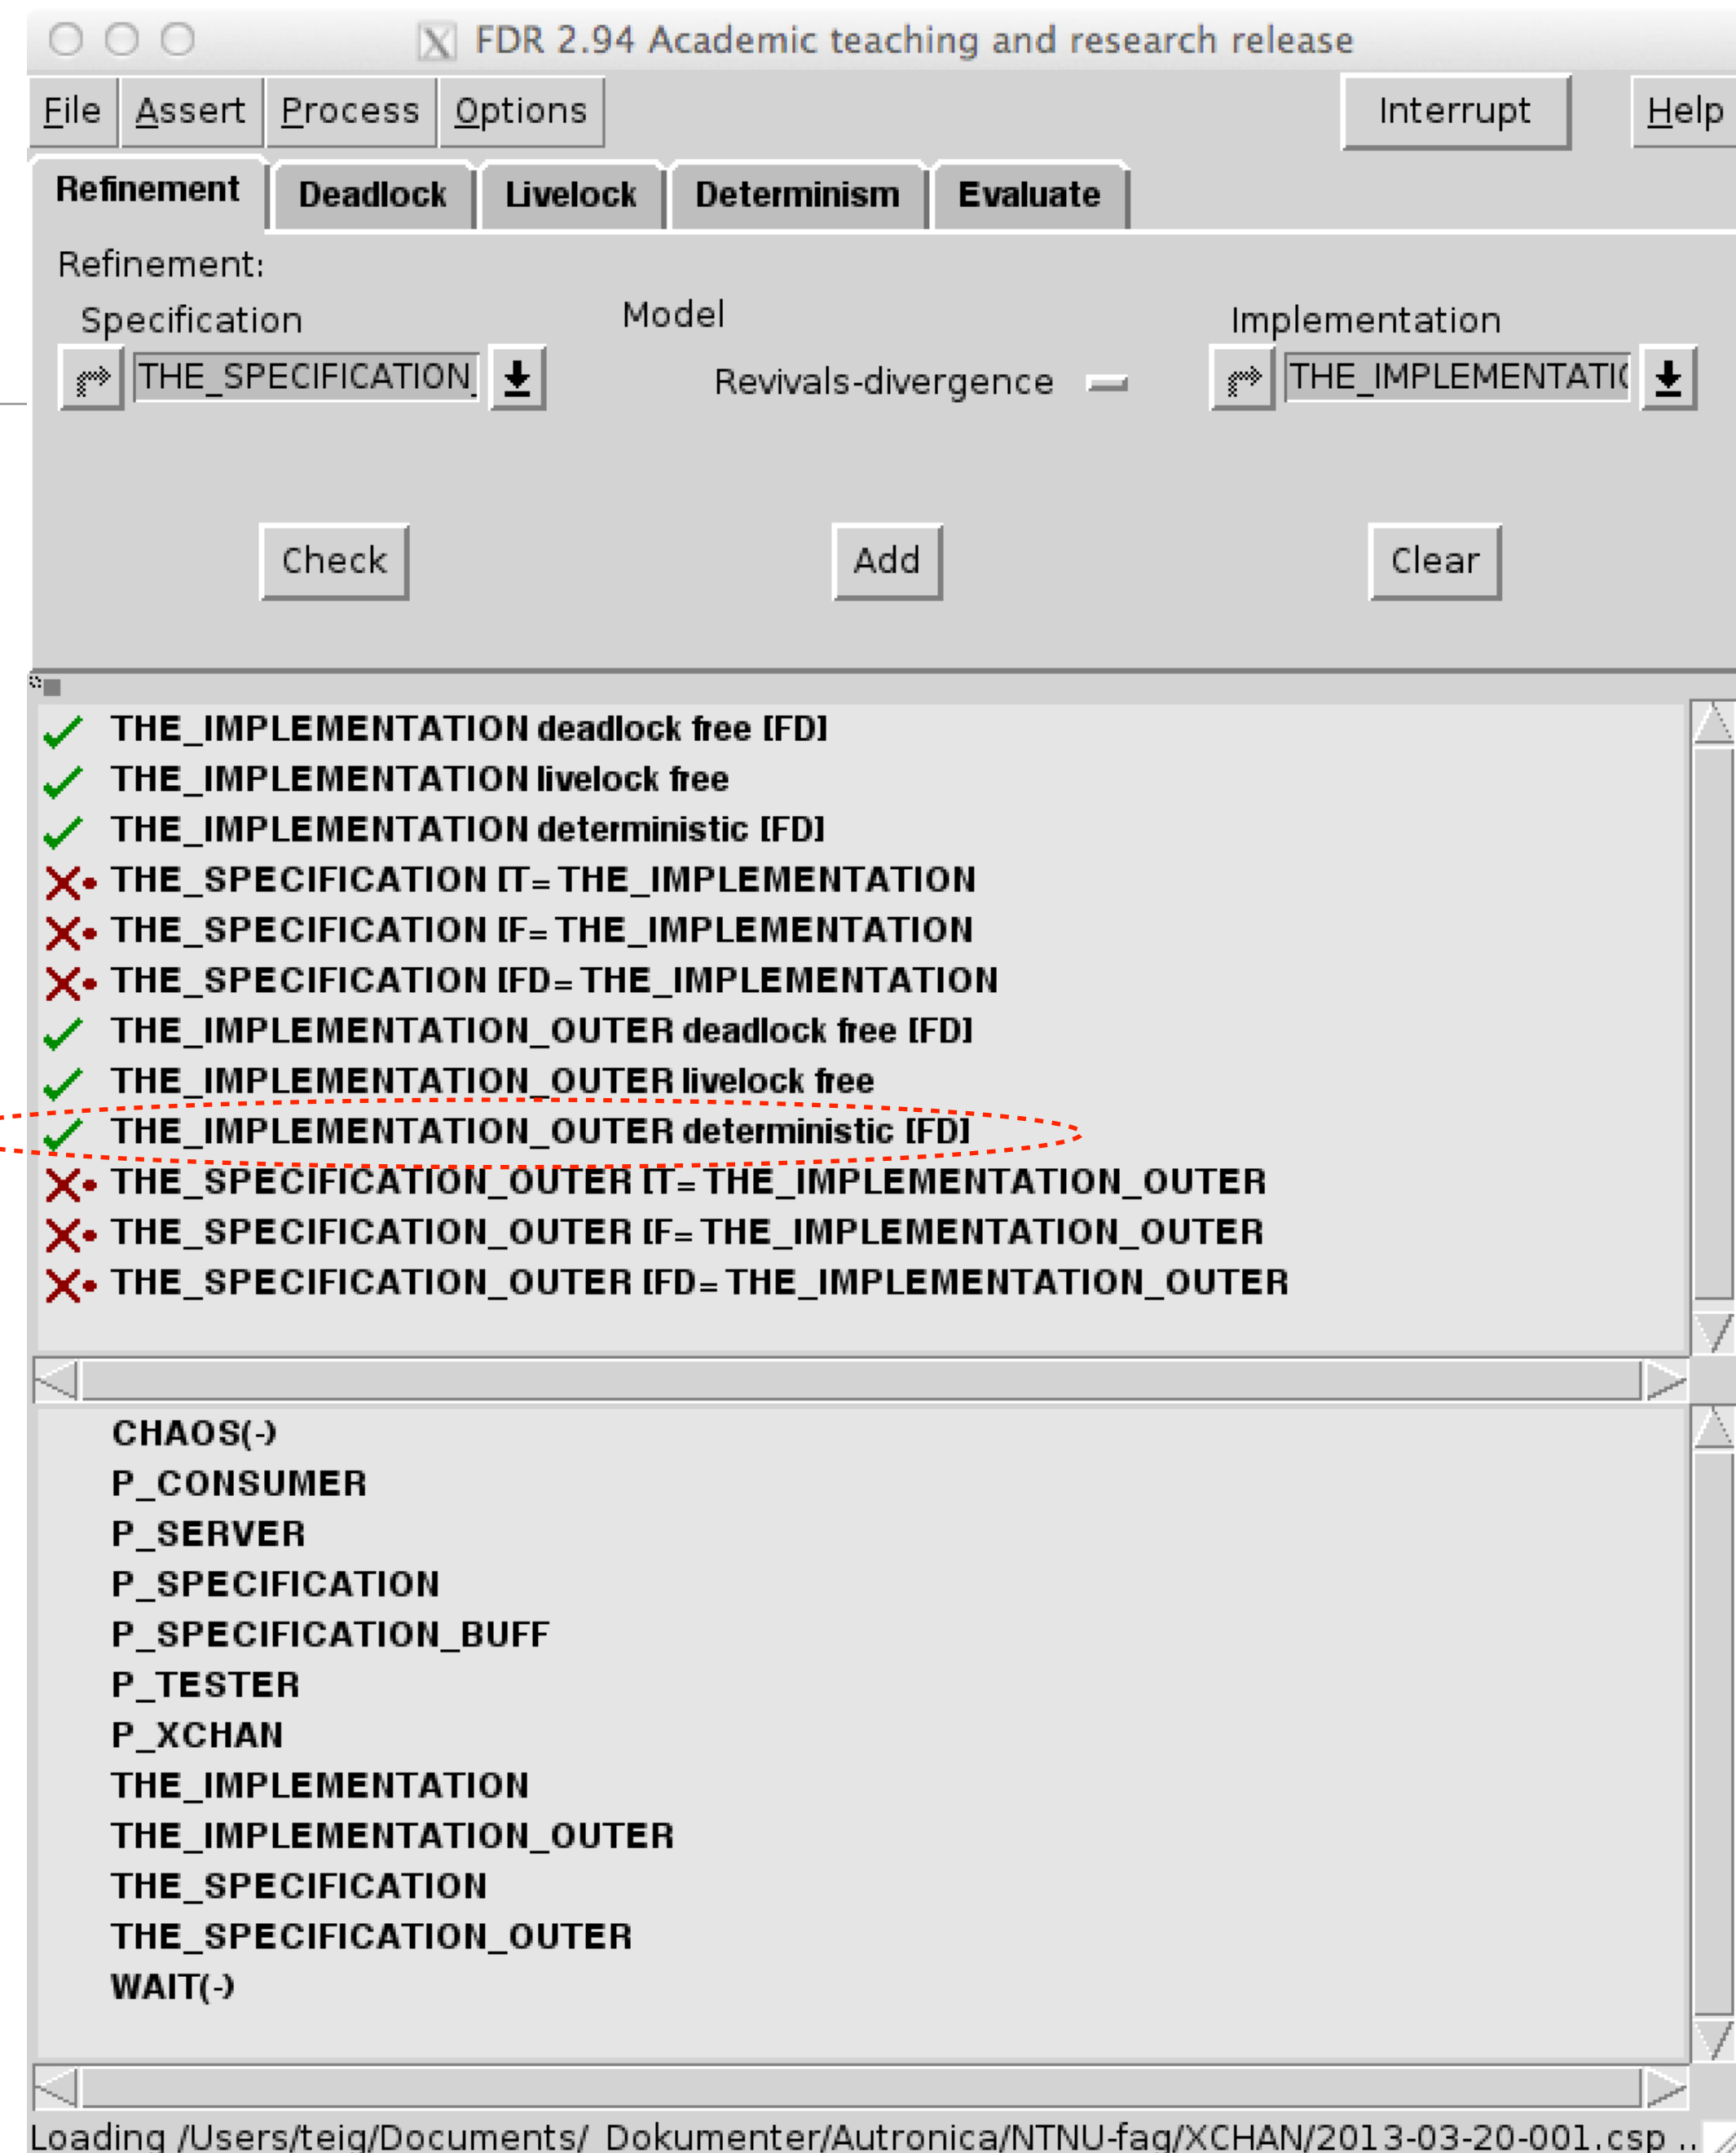 FDR 2.94 Academic teaching and research release
File Assert Process Options Interrupt Help
Refinement Deadlock Livelock Determinism Evaluate
Refinement:
Specification Model Implementation
THE_SPECIFICATION_ Revivals-divergence THE_IMPLEMENTATI
Check Add Clear
THE_IMPLEMENTATION deadlock free [FD]
THE_IMPLEMENTATION livelock free
THE_IMPLEMENTATION deterministic [FD]
THE_SPECIFICATION [T= THE_IMPLEMENTATION
THE_SPECIFICATION [F= THE_IMPLEMENTATION
THE_SPECIFICATION [FD= THE_IMPLEMENTATION
THE_IMPLEMENTATION_OUTER deadlock free [FD]
THE_IMPLEMENTATION_OUTER livelock free
THE_IMPLEMENTATION_OUTER deterministic [FD]
THE_SPECIFICATION_OUTER [T= THE_IMPLEMENTATION_OUTER
THE_SPECIFICATION_OUTER [F= THE_IMPLEMENTATION_OUTER
THE_SPECIFICATION_OUTER [FD= THE_IMPLEMENTATION_OUTER
CHAOS(-)
P_CONSUMER
P_SERVER
P_SPECIFICATION
P_SPECIFICATION_BUFF
P_TESTER
P_XCHAN
THE_IMPLEMENTATION
THE_IMPLEMENTATION_OUTER
THE_SPECIFICATION
THE_SPECIFICATION_OUTER
WAIT(-)
Loading /Users/teig/Documents/_Dokumenter/Autronica/NTNU-fag/XCHAN/2013-03-20-001.csp ..